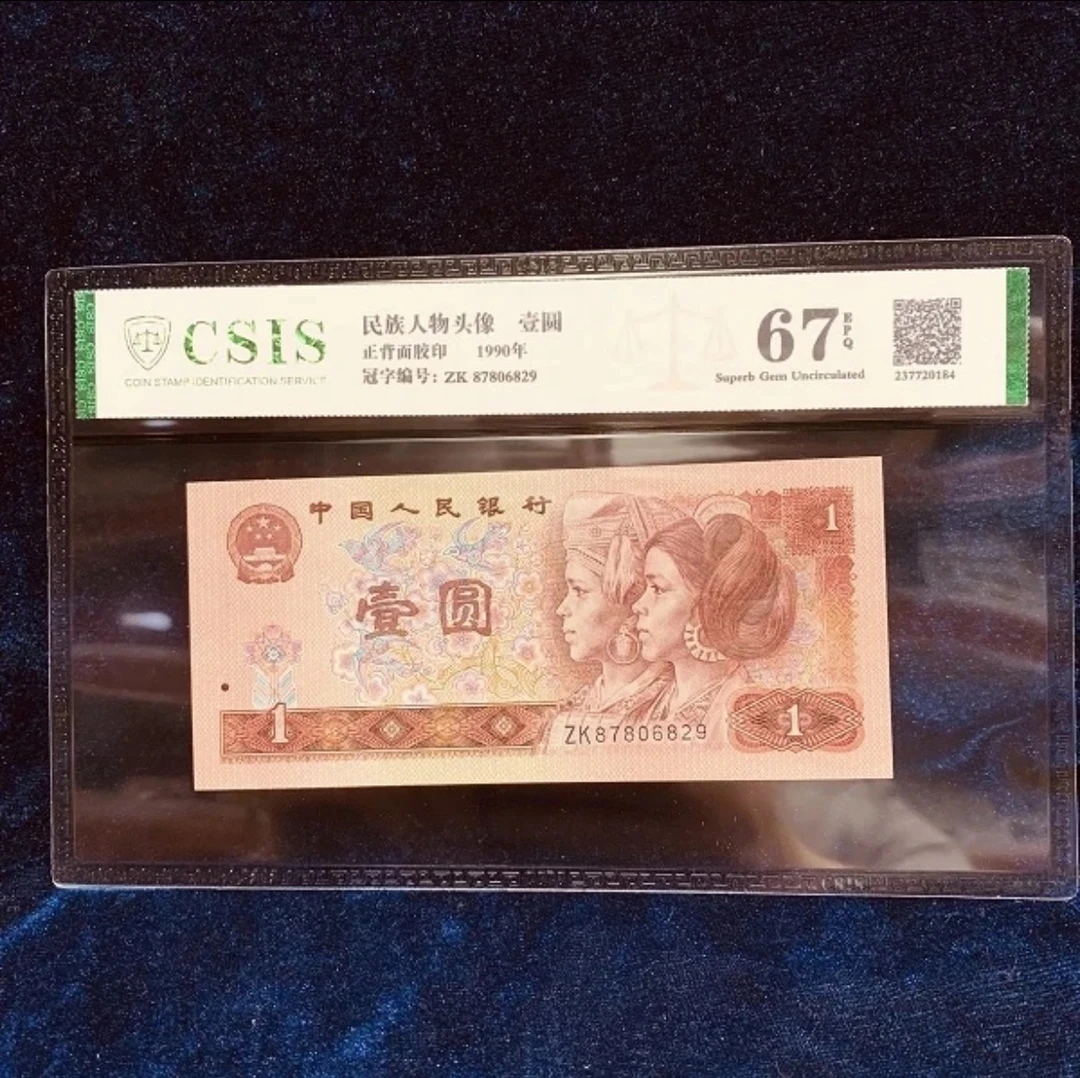 CSIS
COIN STAMP IDENTIFICATION SERVICE
民族人物头像 壹圆
正背面胶印 1990年
冠字编号: ZK 87806829
67 EPQ
Superb Gem Uncirculated
237720184
中国人民银行
1
壹圆
1
ZK87806829
1
CSIS